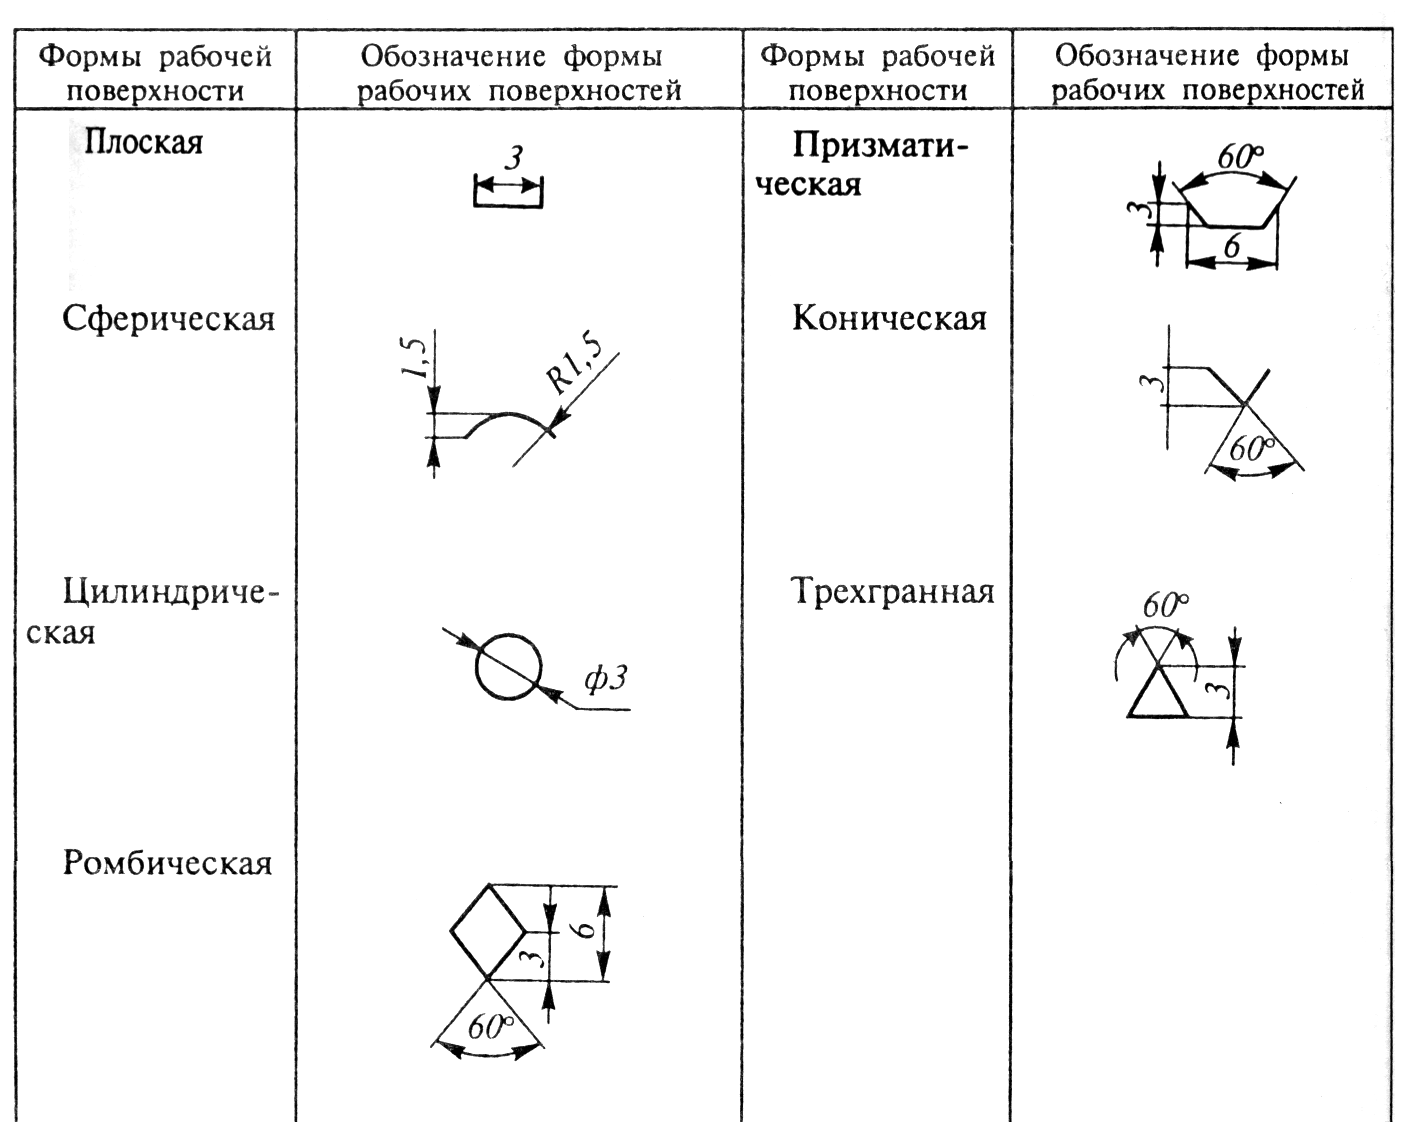 Формы рабочей
поверхности
Обозначение формы
рабочих поверхностей
Формы рабочей
поверхности
Обозначение формы
рабочих поверхностей
Плоская
3
Призмати-
ческая
60°
3
6
Сферическая
1,5
R1,5
Коническая
3
60°
Цилиндриче-
ская
ф3
Трехгранная
60°
3
Ромбическая
3
6
60°